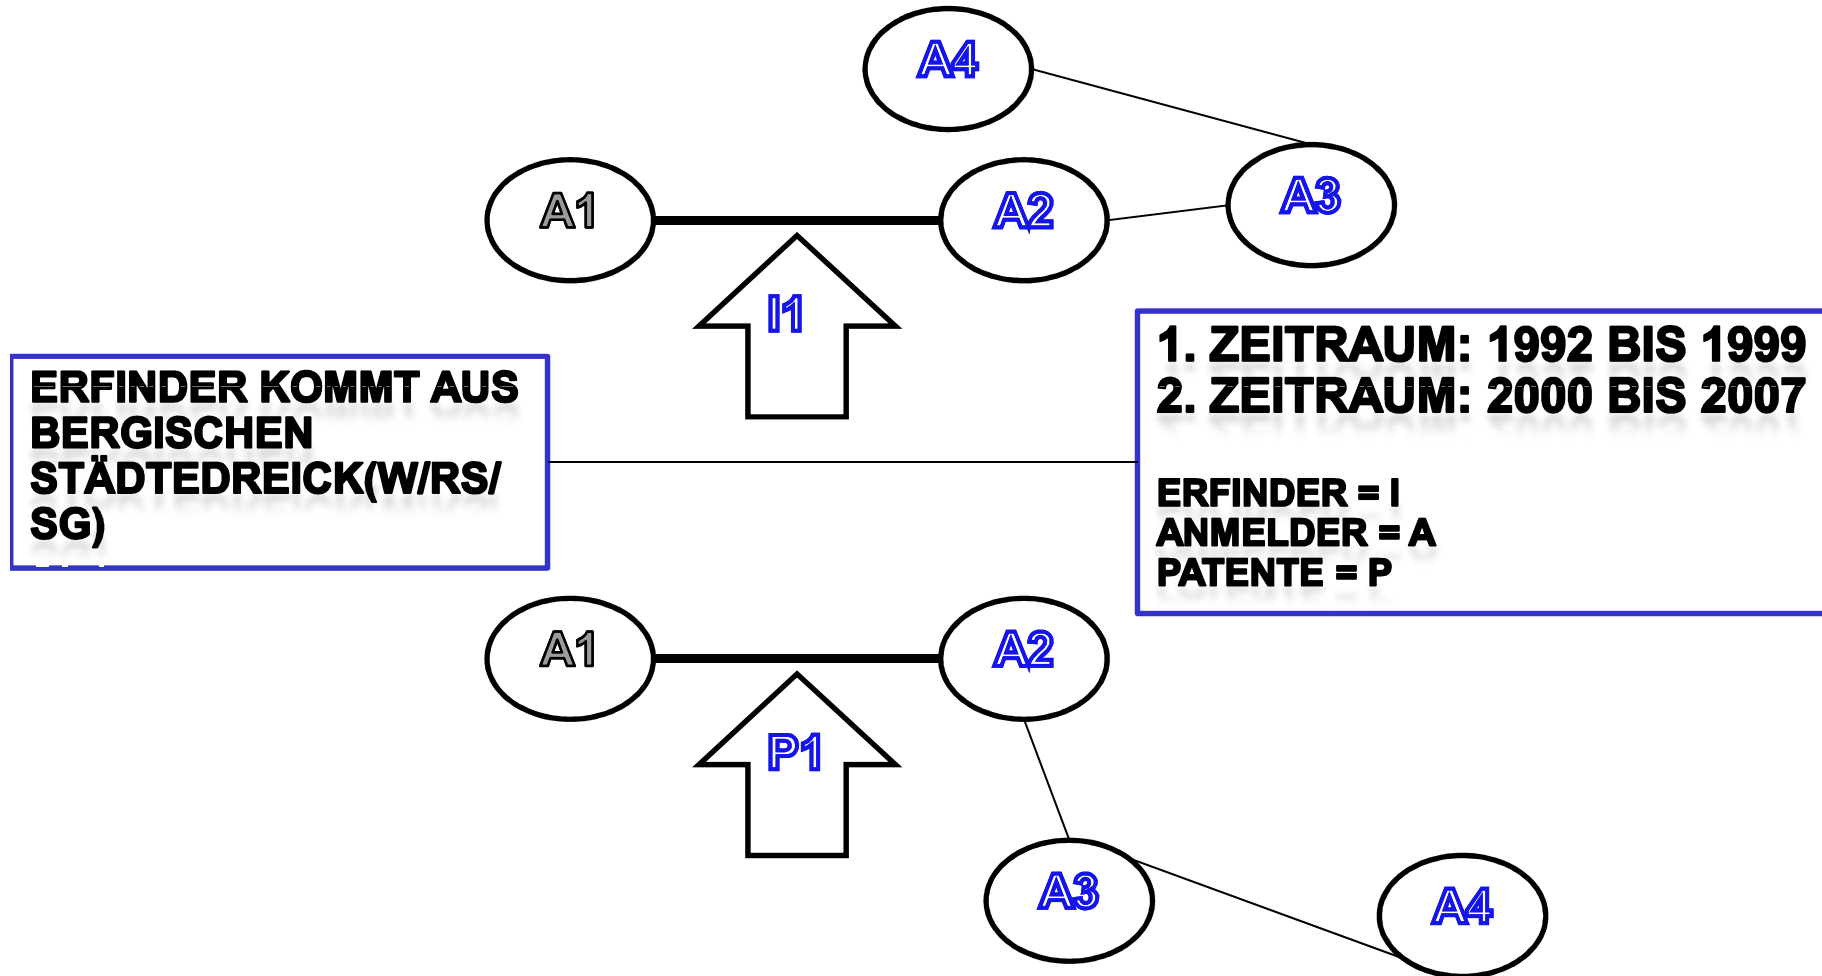 A4
A1
A2
A3
I1
ERFINDER KOMMT AUS
BERGISCHEN
STÄDTEDREICK(W/RS/
SG)
1. ZEITRAUM: 1992 BIS 1999
2. ZEITRAUM: 2000 BIS 2007
ERFINDER = I
ANMELDER = A
PATENTE = P
A1
A2
P1
A3
A4